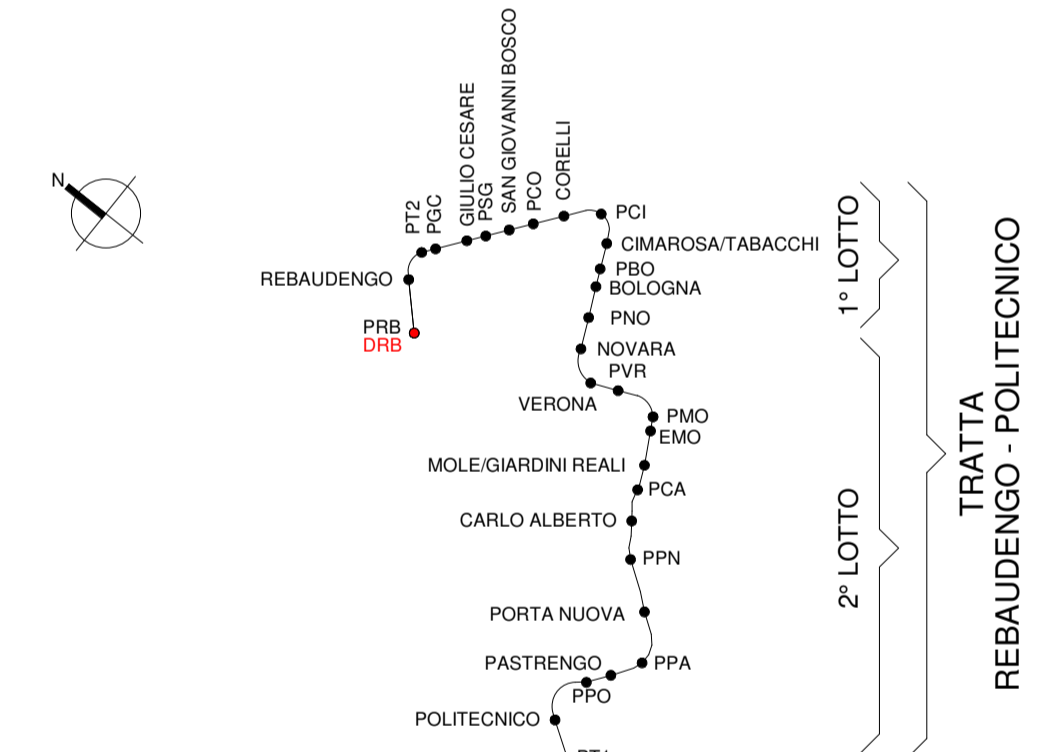 N
PT2
PGC
GIULIO CESARE
PSG
SAN GIOVANNI BOSCO
PCO
CORELLI
PCI
CIMAROSA/TABACCHI
REBAUDENGO
PBO
BOLOGNA
PRB
DRB
PNO
NOVARA
PVR
VERONA
PMO
EMO
MOLE/GIARDINI REALI
PCA
CARLO ALBERTO
PPN
PORTA NUOVA
PASTRENGO
PPA
PPO
POLITECNICO
1° LOTTO
2° LOTTO
TRATTA
REBAUDENGO - POLITECNICO